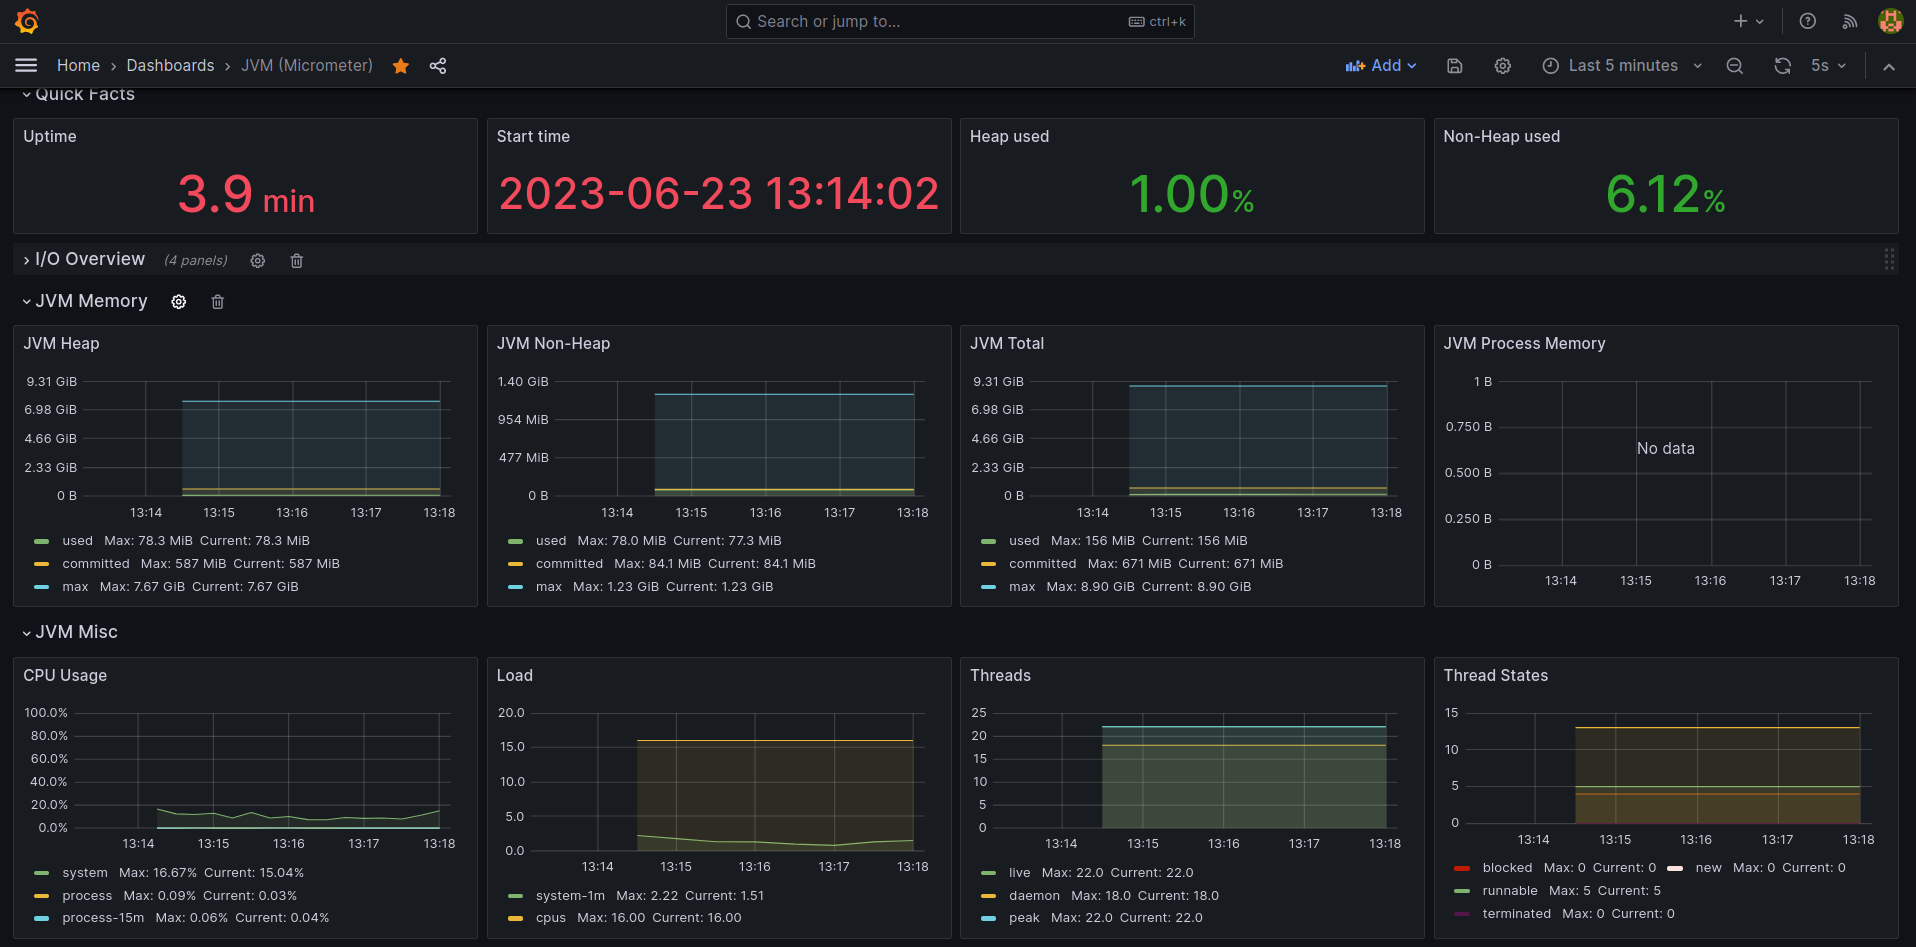 Search or jump to... ctrl+k
Home › Dashboards › JVM (Micrometer) Add Last 5 minutes 5s
Quick Facts
Uptime
3.9 min
Start time
2023-06-23 13:14:02
Heap used
1.00%
Non-Heap used
6.12%
I/O Overview (4 panels)
JVM Memory
JVM Heap
9.31 GiB
6.98 GiB
4.66 GiB
2.33 GiB
0 B
13:14 13:15 13:16 13:17 13:18
used Max: 78.3 MiB Current: 78.3 MiB
committed Max: 587 MiB Current: 587 MiB
max Max: 7.67 GiB Current: 7.67 GiB
JVM Non-Heap
1.40 GiB
954 MiB
477 MiB
0 B
13:14 13:15 13:16 13:17 13:18
used Max: 78.0 MiB Current: 77.3 MiB
committed Max: 84.1 MiB Current: 84.1 MiB
max Max: 1.23 GiB Current: 1.23 GiB
JVM Total
9.31 GiB
6.98 GiB
4.66 GiB
2.33 GiB
0 B
13:14 13:15 13:16 13:17 13:18
used Max: 156 MiB Current: 156 MiB
committed Max: 671 MiB Current: 671 MiB
max Max: 8.90 GiB Current: 8.90 GiB
JVM Process Memory
1 B
0.750 B
0.500 B
0.250 B
0 B
No data
13:14 13:15 13:16 13:17 13:18
JVM Misc
CPU Usage
100.0%
80.0%
60.0%
40.0%
20.0%
0.0%
13:14 13:15 13:16 13:17 13:18
system Max: 16.67% Current: 15.04%
process Max: 0.09% Current: 0.03%
process-15m Max: 0.06% Current: 0.04%
Load
20.0
15.0
10.0
5.0
0.0
13:14 13:15 13:16 13:17 13:18
system-1m Max: 2.22 Current: 1.51
cpus Max: 16.00 Current: 16.00
Threads
25
20
15
10
5
0
13:14 13:15 13:16 13:17 13:18
live Max: 22.0 Current: 22.0
daemon Max: 18.0 Current: 18.0
peak Max: 22.0 Current: 22.0
Thread States
15
10
5
0
13:14 13:15 13:16 13:17 13:18
blocked Max: 0 Current: 0 new Max: 0 Current: 0
runnable Max: 5 Current: 5
terminated Max: 0 Current: 0